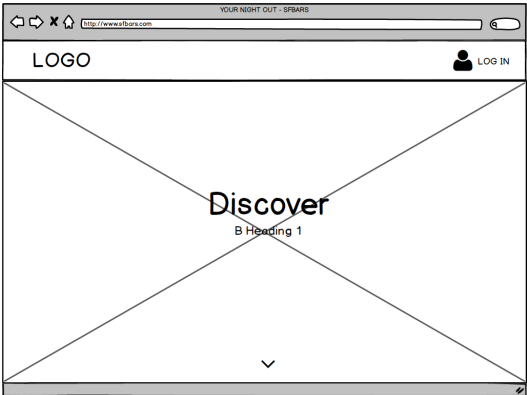 YOUR NIGHT OUT - SFBARS
http://www.sfbars.com
LOGO
LOG IN
Discover
B Heading 1